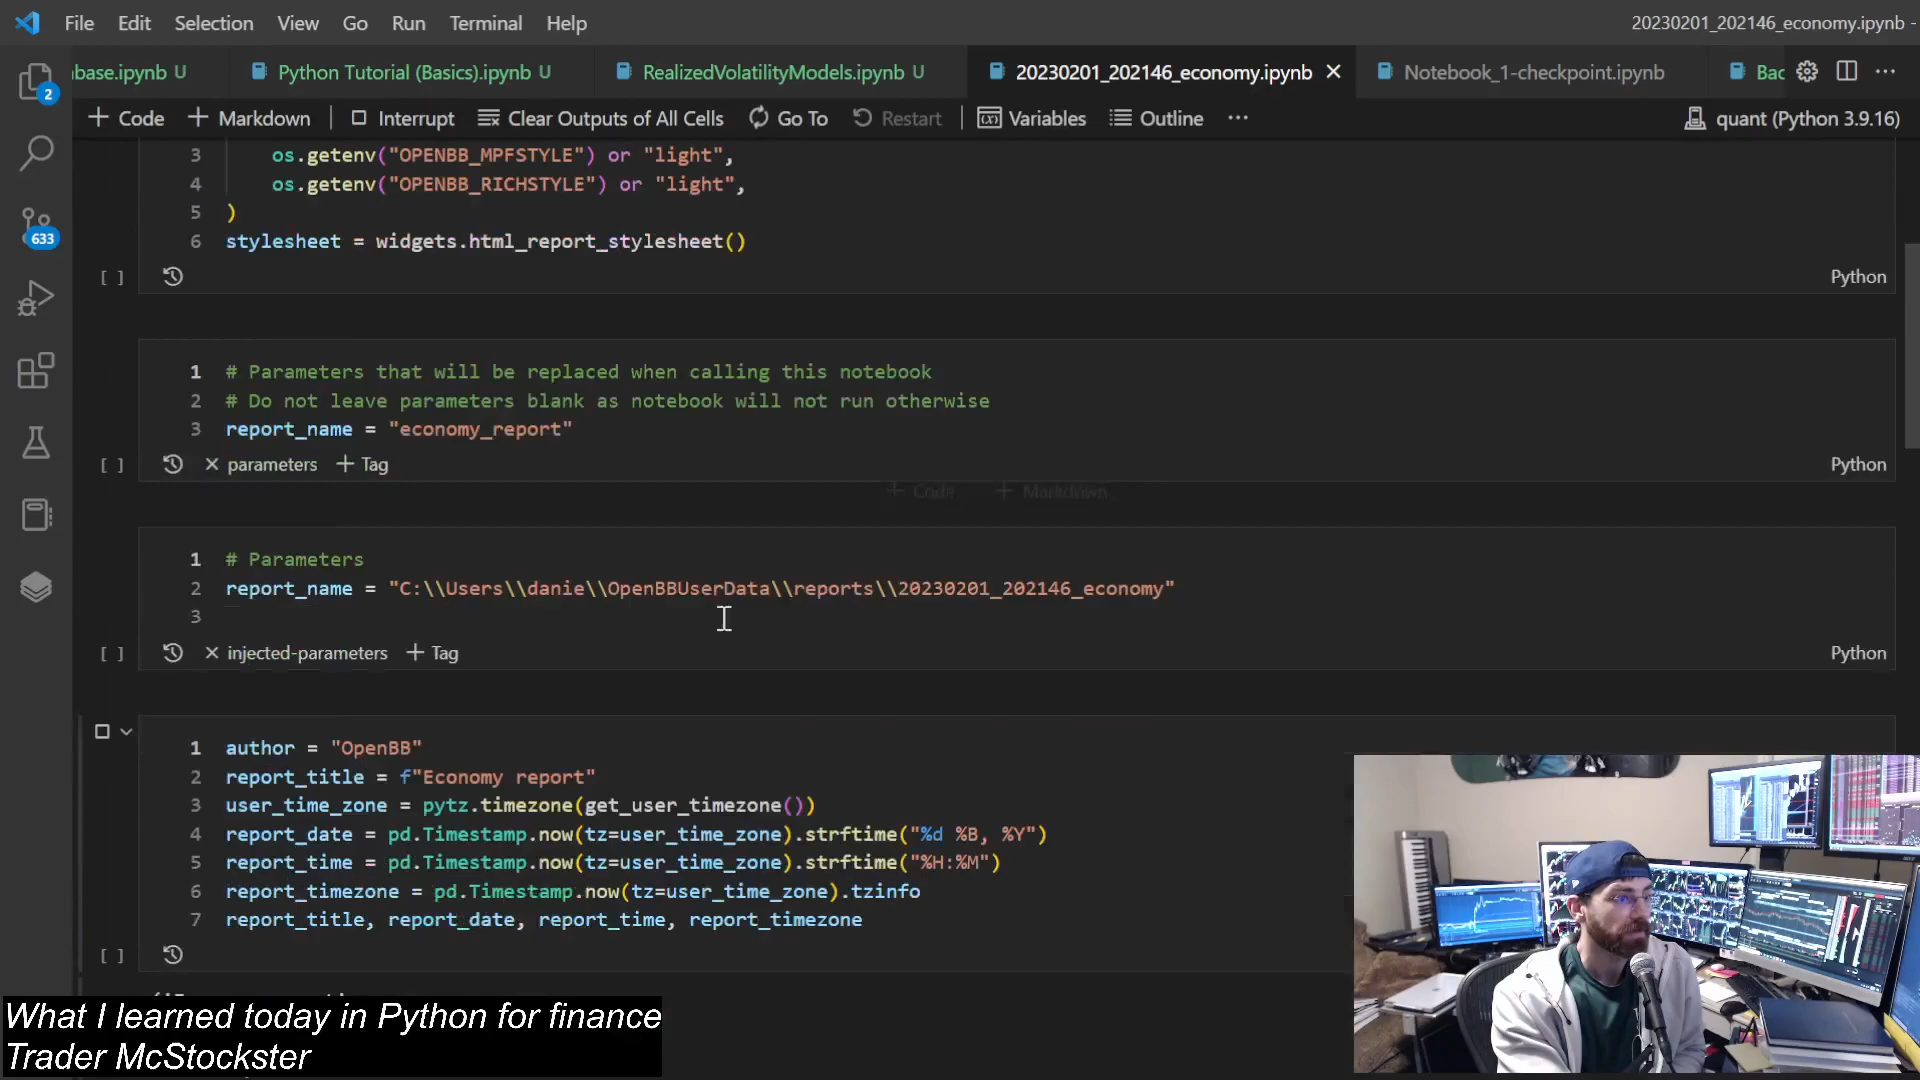 File Edit Selection View Go Run Terminal Help 20230201_202146_economy.ipynb -
base.ipynb U Python Tutorial (Basics).ipynb U RealizedVolatilityModels.ipynb U 20230201_202146_economy.ipynb Notebook_1-checkpoint.ipynb Bac
2
+ Code + Markdown Interrupt Clear Outputs of All Cells Go To Restart Variables Outline ... quant (Python 3.9.16)
3 os.getenv("OPENBB_MPFSTYLE") or "light",
4 os.getenv("OPENBB_RICHSTYLE") or "light",
5 )
633
6 stylesheet = widgets.html_report_stylesheet()
[ ] Python
1 # Parameters that will be replaced when calling this notebook
2 # Do not leave parameters blank as notebook will not run otherwise
3 report_name = "economy_report"
[ ] × parameters + Tag Python
+ Code + Markdown
1 # Parameters
2 report_name = "C:\\Users\\danie\\OpenBBUserData\\reports\\20230201_202146_economy"
3
[ ] × injected-parameters + Tag Python
1 author = "OpenBB"
2 report_title = f"Economy report"
3 user_time_zone = pytz.timezone(get_user_timezone())
4 report_date = pd.Timestamp.now(tz=user_time_zone).strftime("%d %B, %Y")
5 report_time = pd.Timestamp.now(tz=user_time_zone).strftime("%H:%M")
6 report_timezone = pd.Timestamp.now(tz=user_time_zone).tzinfo
7 report_title, report_date, report_time, report_timezone
[ ]
What I learned today in Python for finance
Trader McStockster